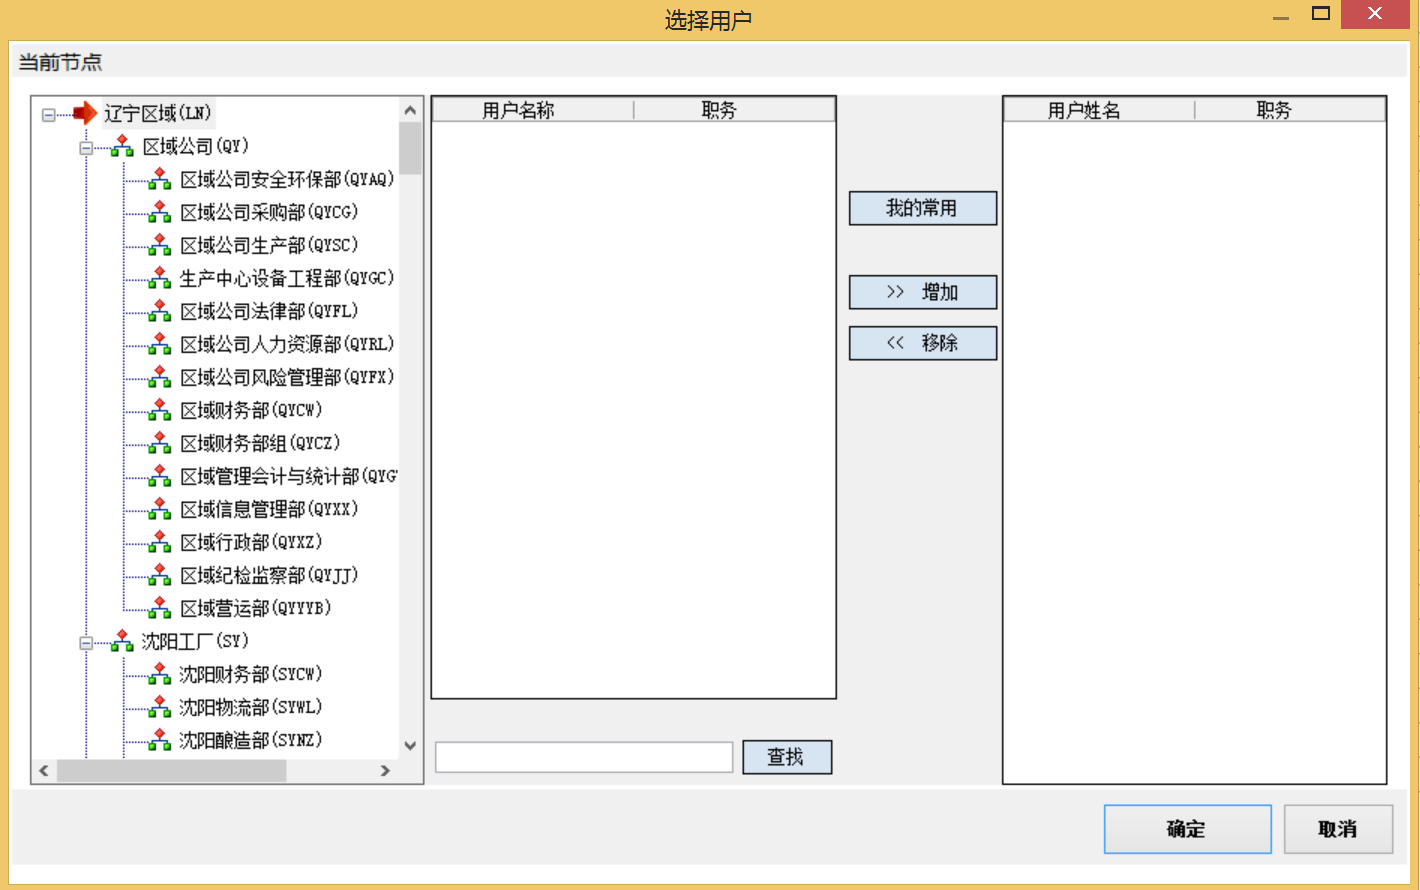 选择用户
当前节点
辽宁区域(LN)
区域公司(QY)
区域公司安全环保部(QYAQ)
区域公司采购部(QYCG)
区域公司生产部(QYSC)
生产中心设备工程部(QYGC)
区域公司法律部(QYFL)
区域公司人力资源部(QYRL)
区域公司风险管理部(QYFX)
区域财务部(QYCW)
区域财务部组(QYCZ)
区域管理会计与统计部(QYG
区域信息管理部(QYXX)
区域行政部(QYXZ)
区域纪检监察部(QYJJ)
区域营运部(QYYYB)
沈阳工厂(SY)
沈阳财务部(SYCW)
沈阳物流部(SYWL)
沈阳酿造部(SYNZ)
用户名称 职务
查找
我的常用
>> 增加
<< 移除
用户姓名 职务
确定 取消